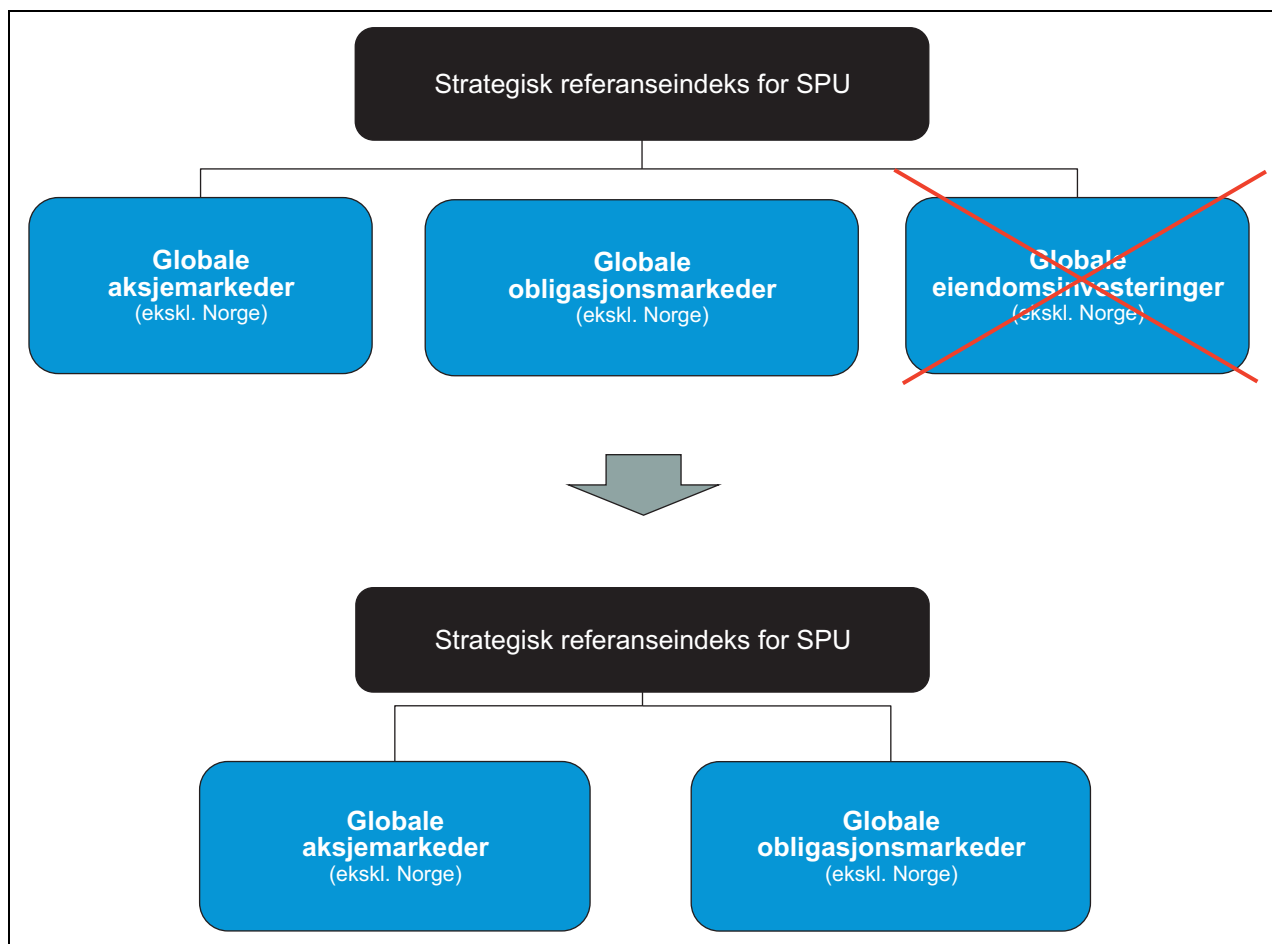 Strategisk referanseindeks for SPU
Globale
aksjemarkeder
(ekskl. Norge)
Globale
obligasjonsmarkeder
(ekskl. Norge)
Globale
eiendomsinvesteringer
(ekskl. Norge)
Strategisk referanseindeks for SPU
Globale
aksjemarkeder
(ekskl. Norge)
Globale
obligasjonsmarkeder
(ekskl. Norge)